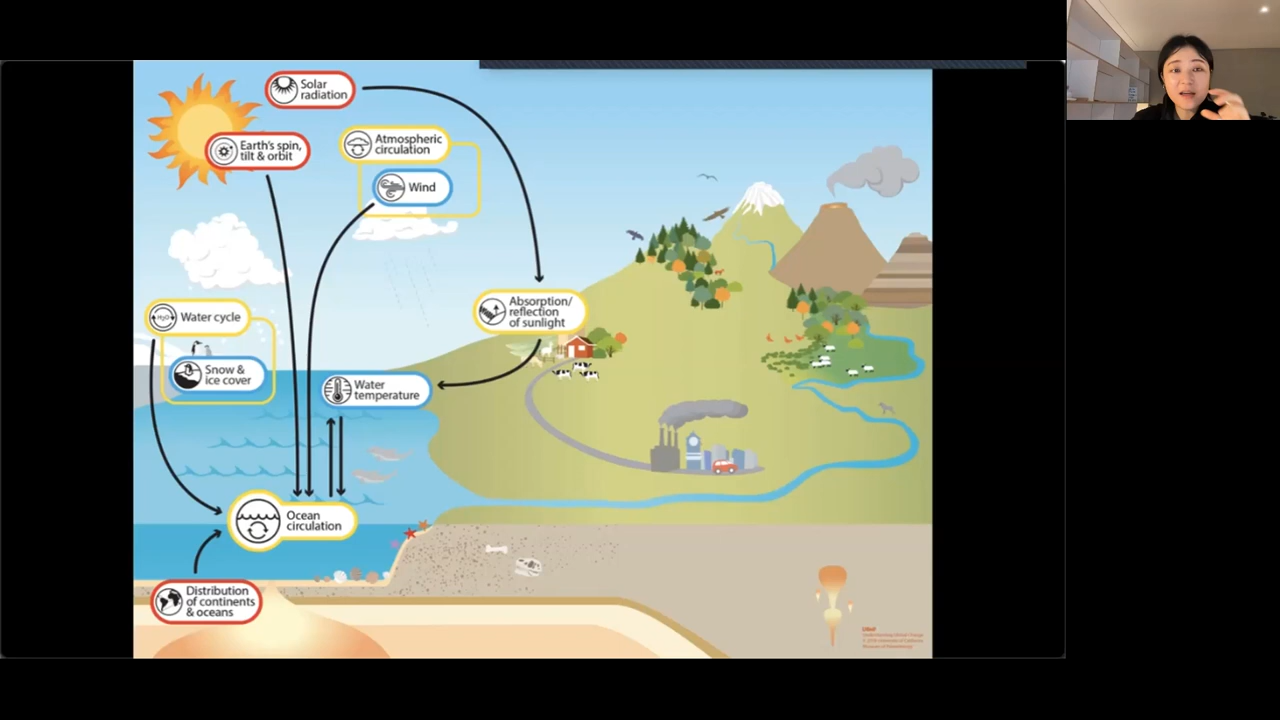 Solar
radiation
Earth's spin,
tilt & orbit
Atmospheric
circulation
Wind
Absorption/
reflection
of sunlight
H₂O
Water cycle
Snow &
ice cover
Water
temperature
Ocean
circulation
Distribution
of continents
& oceans